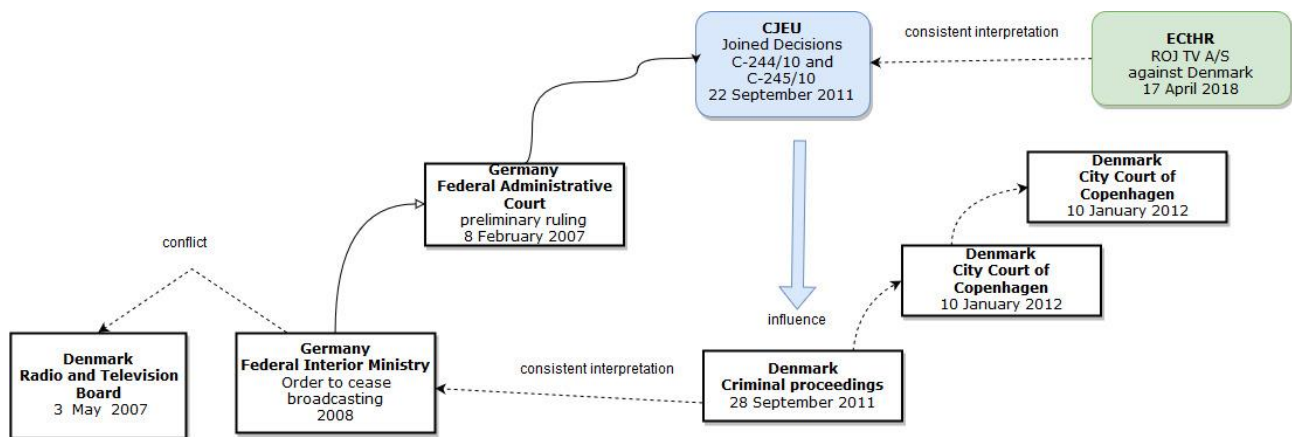 CJEU
Joined Decisions
C-244/10 and
C-245/10
22 September 2011
consistent interpretation
ECtHR
ROJ TV A/S
against Denmark
17 April 2018
Germany
Federal Administrative
Court
preliminary ruling
8 February 2007
Denmark
City Court of
Copenhagen
10 January 2012
conflict
Denmark
City Court of
Copenhagen
10 January 2012
influence
Denmark
Radio and Television
Board
3 May 2007
Germany
Federal Interior Ministry
Order to cease
broadcasting
2008
consistent interpretation
Denmark
Criminal proceedings
28 September 2011